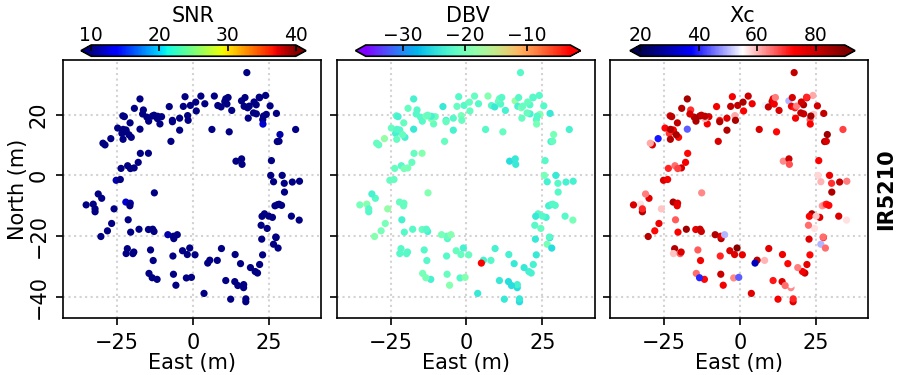 SNR DBV Xc
10 20 30 40 −30 −20 −10 20 40 60 80
20
0
−20
−40
North (m)
IR5210
−25 0 25 −25 0 25 −25 0 25
East (m) East (m) East (m)